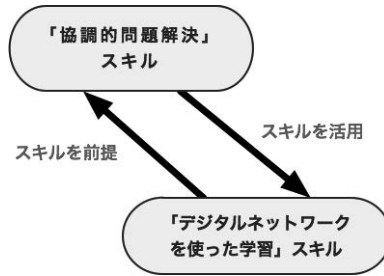 「協調的問題解決」
スキル
スキルを活用
スキルを前提
「デジタルネットワーク
を使った学習」スキル